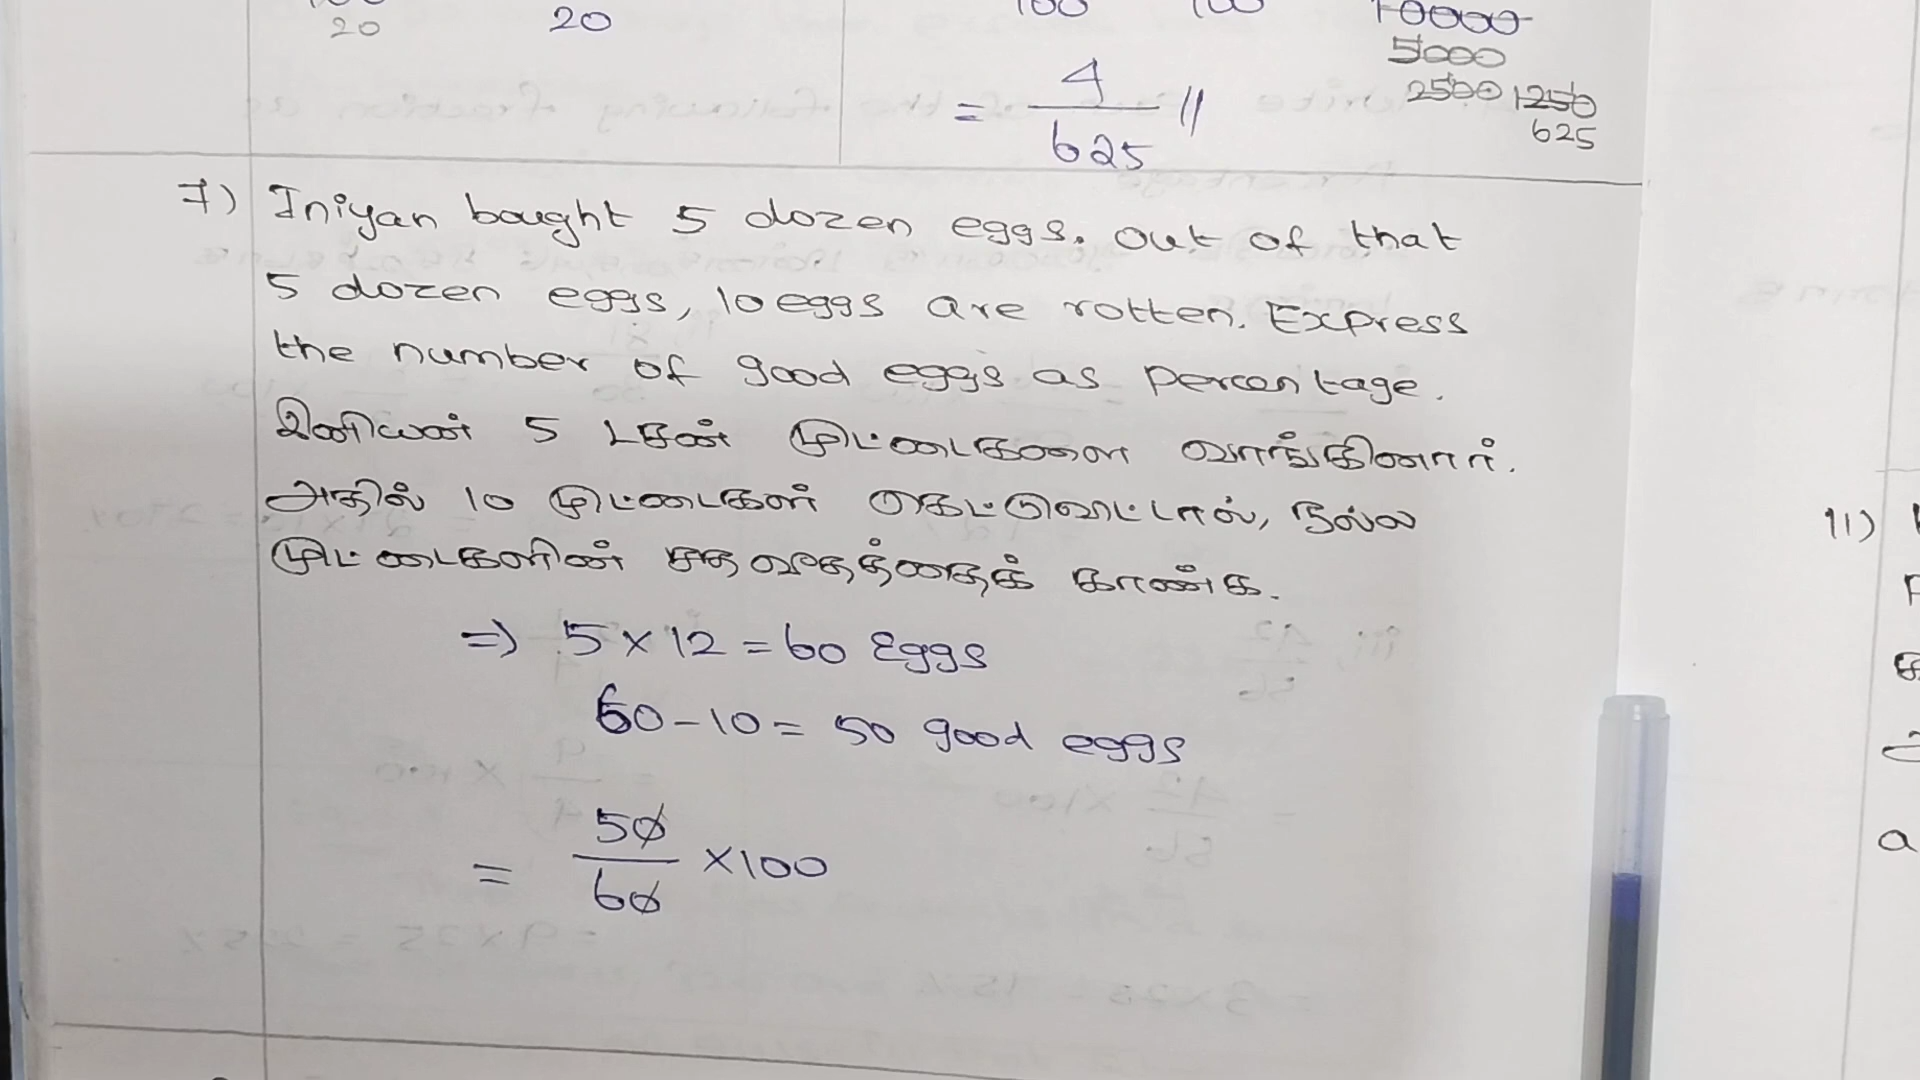 20 20
= 4/625 //
10000
5000
2500 1250
625
7) Iniyan bought 5 dozen eggs. Out of that
5 dozen eggs, 10 eggs are rotten. Express
the number of good eggs as percentage.
இனியன் 5 டசன் முட்டைகளை வாங்கினார்.
அதில் 10 முட்டைகள் கெட்டுவிட்டால், நல்ல
முட்டைகளின் சதவீதத்தைக் காண்க.
=> 5 × 12 = 60 Eggs
60 - 10 = 50 good eggs
= 50/60 × 100
11)